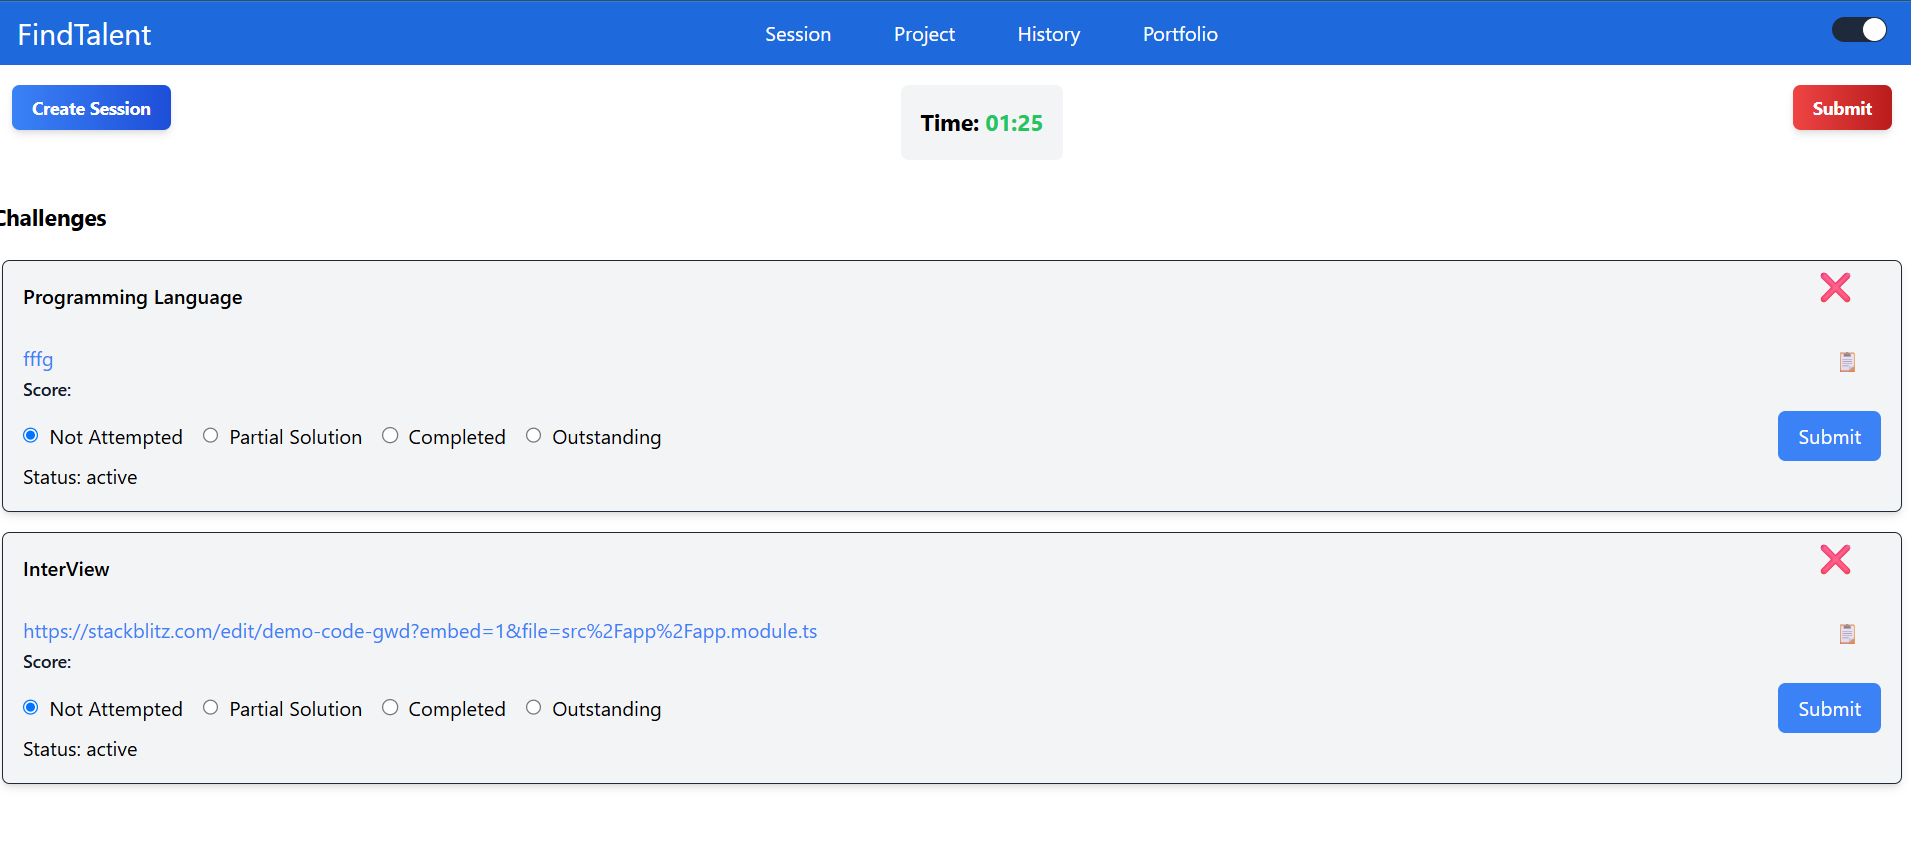 FindTalent Session Project History Portfolio
Create Session Time: 01:25 Submit
Challenges
Programming Language
fffg
Score:
Not Attempted Partial Solution Completed Outstanding Submit
Status: active
InterView
https://stackblitz.com/edit/demo-code-gwd?embed=1&file=src%2Fapp%2Fapp.module.ts
Score:
Not Attempted Partial Solution Completed Outstanding Submit
Status: active